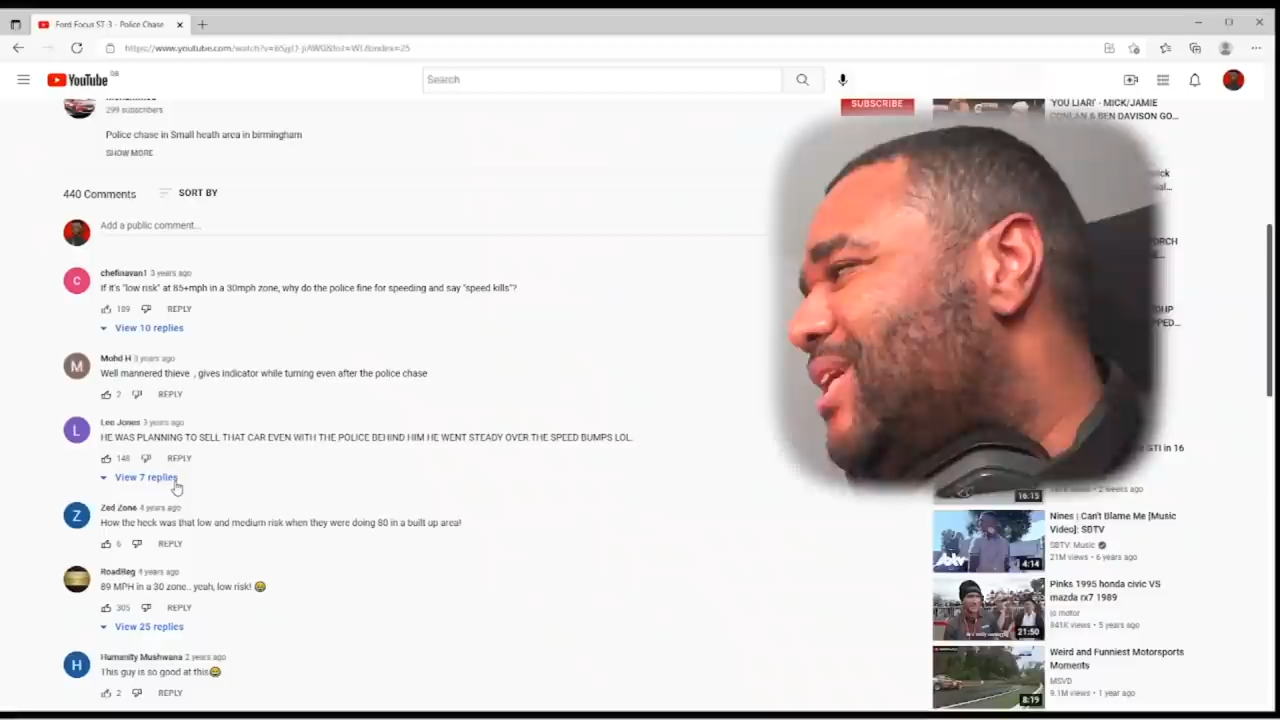 Ford Focus ST-3 - Police Chase
YouTube GB
Search
299 subscribers
SUBSCRIBE
Police chase in Small heath area in birmingham
SHOW MORE
440 Comments
SORT BY
Add a public comment...
chefinavan1 3 years ago
If it's "low risk" at 85+mph in a 30mph zone, why do the police fine for speeding and say "speed kills"?
189 REPLY
View 10 replies
Mohd H 3 years ago
Well mannered thieve , gives indicator while turning even after the police chase
2 REPLY
Lee Jones 3 years ago
HE WAS PLANNING TO SELL THAT CAR EVEN WITH THE POLICE BEHIND HIM HE WENT STEADY OVER THE SPEED BUMPS LOL.
148 REPLY
View 7 replies
Zed Zone 4 years ago
How the heck was that low and medium risk when they were doing 80 in a built up area!
6 REPLY
RoadReg 4 years ago
89 MPH in a 30 zone.. yeah, low risk! 😂
305 REPLY
View 25 replies
Humanity Mushwana 2 years ago
This guy is so good at this😂
2 REPLY
'YOU LIAR!' - MICK/JAMIE
CONLAN & BEN DAVISON GO...
GTI in 16
2 weeks ago
16:15
Nines | Can't Blame Me [Music
Video]: SBTV
SBTV: Music
21M views • 6 years ago
4:14
Pinks 1995 honda civic VS
mazda rx7 1989
jo motor
841K views • 5 years ago
21:50
Weird and Funniest Motorsports
Moments
MSVD
9.1M views • 1 year ago
8:19